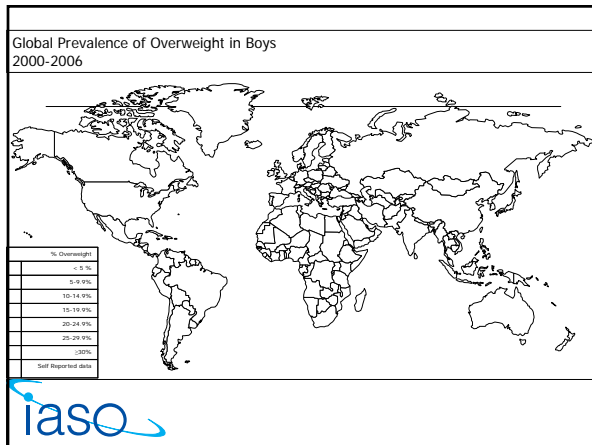 Global Prevalence of Overweight in Boys
2000-2006
% Overweight
< 5 %
5-9.9%
10-14.9%
15-19.9%
20-24.9%
25-29.9%
≥30%
Self Reported data
iaso